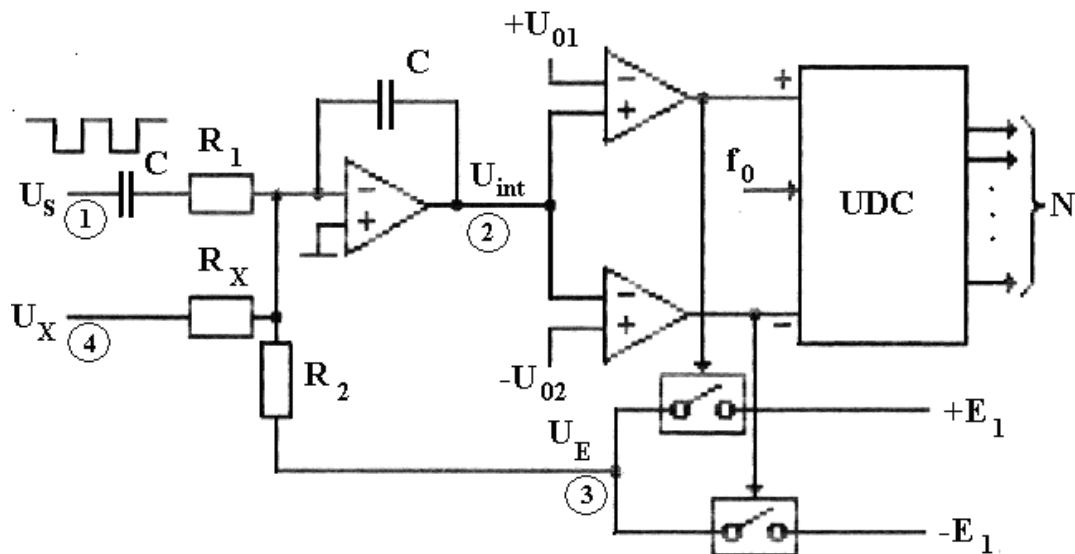 +U01
C
R1
C
US
1
Uint
2
f0
+
UDC
N
−
+
−
+
−
+
RX
UX
4
R2
−
-U02
UE
3
+E1
-E1